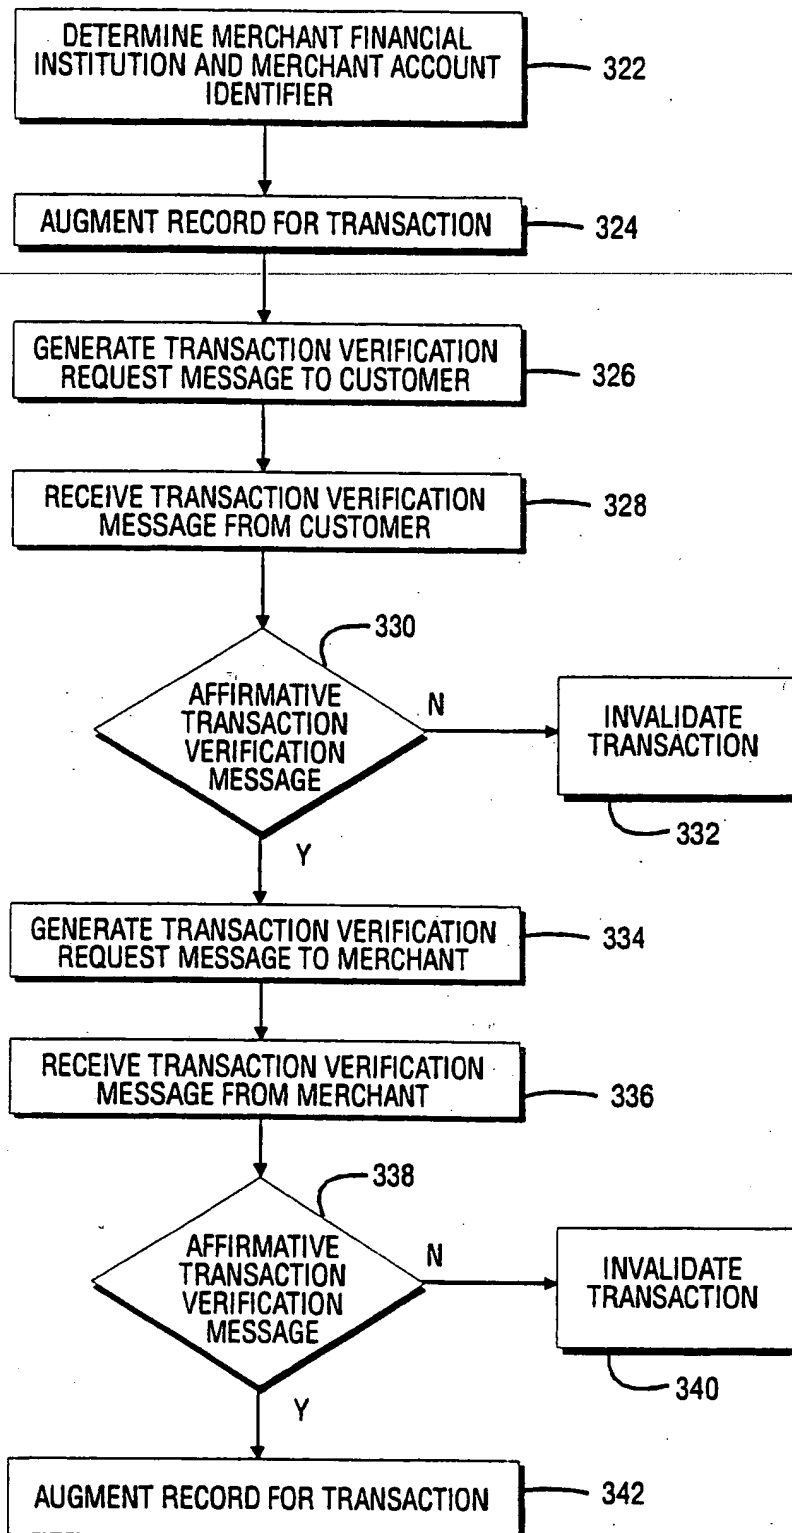 DETERMINE MERCHANT FINANCIAL
INSTITUTION AND MERCHANT ACCOUNT
IDENTIFIER
322
AUGMENT RECORD FOR TRANSACTION
324
GENERATE TRANSACTION VERIFICATION
REQUEST MESSAGE TO CUSTOMER
326
RECEIVE TRANSACTION VERIFICATION
MESSAGE FROM CUSTOMER
328
330
AFFIRMATIVE
TRANSACTION
VERIFICATION
MESSAGE
N
INVALIDATE
TRANSACTION
332
Y
GENERATE TRANSACTION VERIFICATION
REQUEST MESSAGE TO MERCHANT
334
RECEIVE TRANSACTION VERIFICATION
MESSAGE FROM MERCHANT
336
338
AFFIRMATIVE
TRANSACTION
VERIFICATION
MESSAGE
N
INVALIDATE
TRANSACTION
340
Y
AUGMENT RECORD FOR TRANSACTION
342